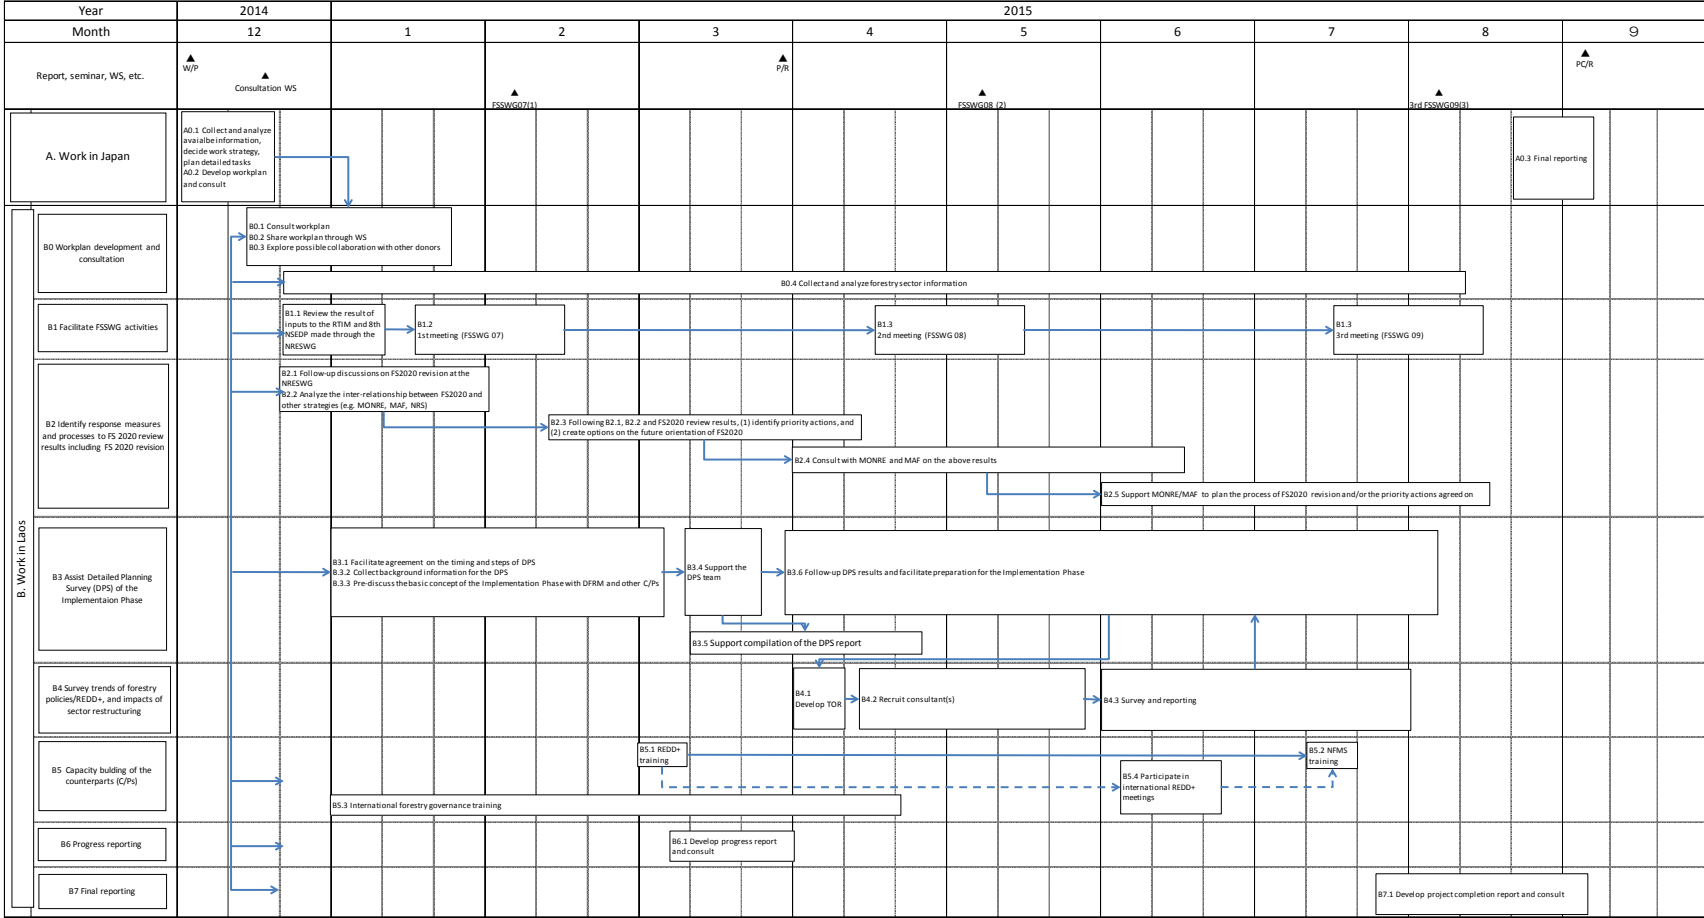 Year
2014
2015
Month
12
1
2
3
4
5
6
7
8
9
Report, seminar, WS, etc.
W/P
Consultation WS
FSSWG07(1)
P/R
FSSWG08 (2)
3rd FSSWG09(3)
PC/R
A. Work in Japan
A0.1 Collect and analyze
avaialbe information,
decide work strategy,
plan detailed tasks
A0.2 Develop workplan
and consult
A0.3 Final reporting
B. Work in Laos
B0 Workplan development and
consultation
B0.1 Consult workplan
B0.2 Share workplan through WS
B0.3 Explore possible collaboration with other donors
B0.4 Collect and analyze forestry sector information
B1 Facilitate FSSWG activities
B1.1 Review the result of
inputs to the RTIM and 8th
NSEDP made through the
NRESWG
B1.2
1st meeting (FSSWG 07)
B1.3
2nd meeting (FSSWG 08)
B1.3
3rd meeting (FSSWG 09)
B2 Identify response measures
and processes to FS 2020 review
results including FS 2020 revision
B2.1 Follow-up discussions on FS2020 revision at the
NRESWG
B2.2 Analyze the inter-relationship between FS2020 and
other strategies (e.g. MONRE, MAF, NRS)
B2.3 Following B2.1, B2.2 and FS2020 review results, (1) identify priority actions, and
(2) create options on the future orientation of FS2020
B2.4 Consult with MONRE and MAF on the above results
B2.5 Support MONRE/MAF to plan the process of FS2020 revision and/or the priority actions agreed on
B3 Assist Detailed Planning
Survey (DPS) of the
Implementaion Phase
B3.1 Facilitate agreement on the timing and steps of DPS
B.3.2 Collect background information for the DPS
B.3.3 Pre-discuss the basic concept of the Implementation Phase with DFRM and other C/Ps
B3.4 Support the
DPS team
B3.6 Follow-up DPS results and facilitate preparation for the Implementation Phase
B3.5 Support compilation of the DPS report
B4 Survey trends of forestry
policies/REDD+, and impacts of
sector restructuring
B4.1
Develop TOR
B4.2 Recruit consultant(s)
B4.3 Survey and reporting
B5 Capacity bulding of the
counterparts (C/Ps)
B5.1 REDD+
training
B5.2 NFMS
training
B5.4 Participate in
international REDD+
meetings
B5.3 International forestry governance training
B6 Progress reporting
B6.1 Develop progress report
and consult
B7 Final reporting
B7.1 Develop project completion report and consult